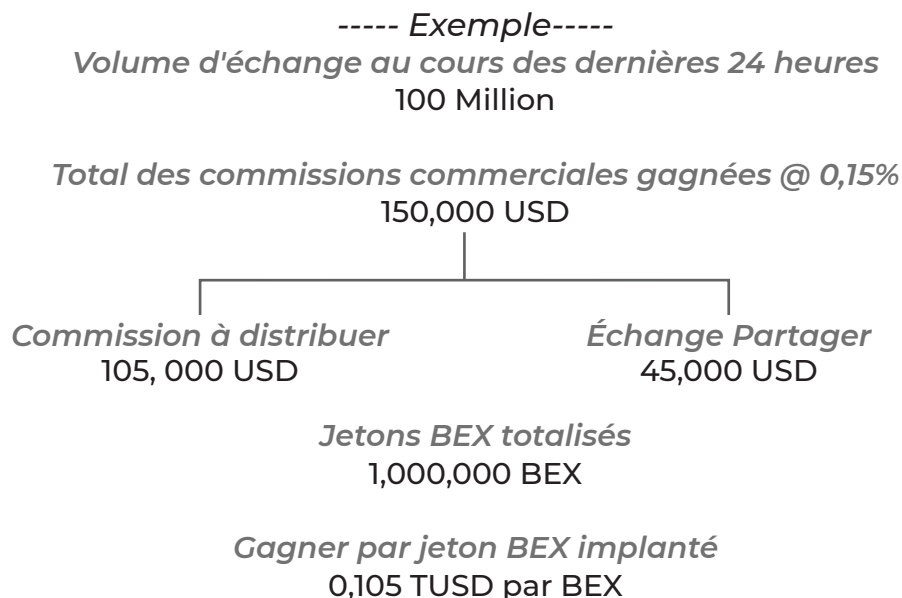 ----- Exemple-----
Volume d'échange au cours des dernières 24 heures
100 Million
Total des commissions commerciales gagnées @ 0,15%
150,000 USD
Commission à distribuer
105, 000 USD
Échange Partager
45,000 USD
Jetons BEX totalisés
1,000,000 BEX
Gagner par jeton BEX implanté
0,105 TUSD par BEX